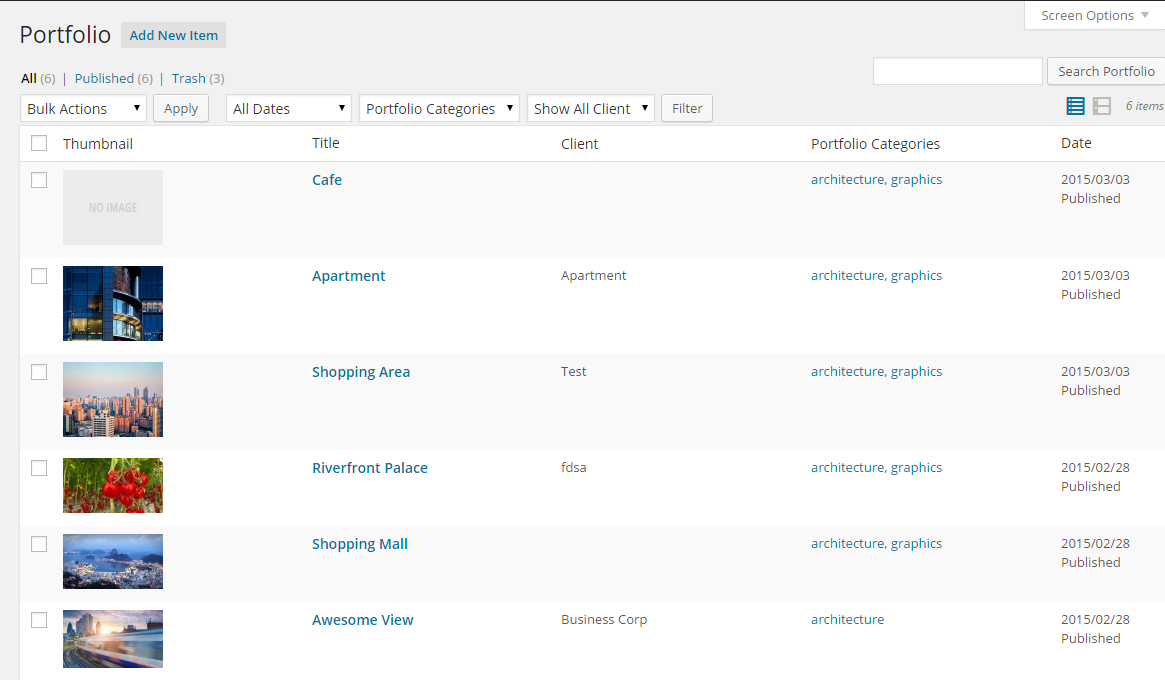 Screen Options
Portfolio Add New Item
All (6) | Published (6) | Trash (3)
Search Portfolio
Bulk Actions Apply All Dates Portfolio Categories Show All Client Filter 6 items
Thumbnail Title Client Portfolio Categories Date
NO IMAGE Cafe architecture, graphics 2015/03/03
Published
Apartment Apartment architecture, graphics 2015/03/03
Published
Shopping Area Test architecture, graphics 2015/03/03
Published
Riverfront Palace fdsa architecture, graphics 2015/02/28
Published
Shopping Mall architecture, graphics 2015/02/28
Published
Awesome View Business Corp architecture 2015/02/28
Published